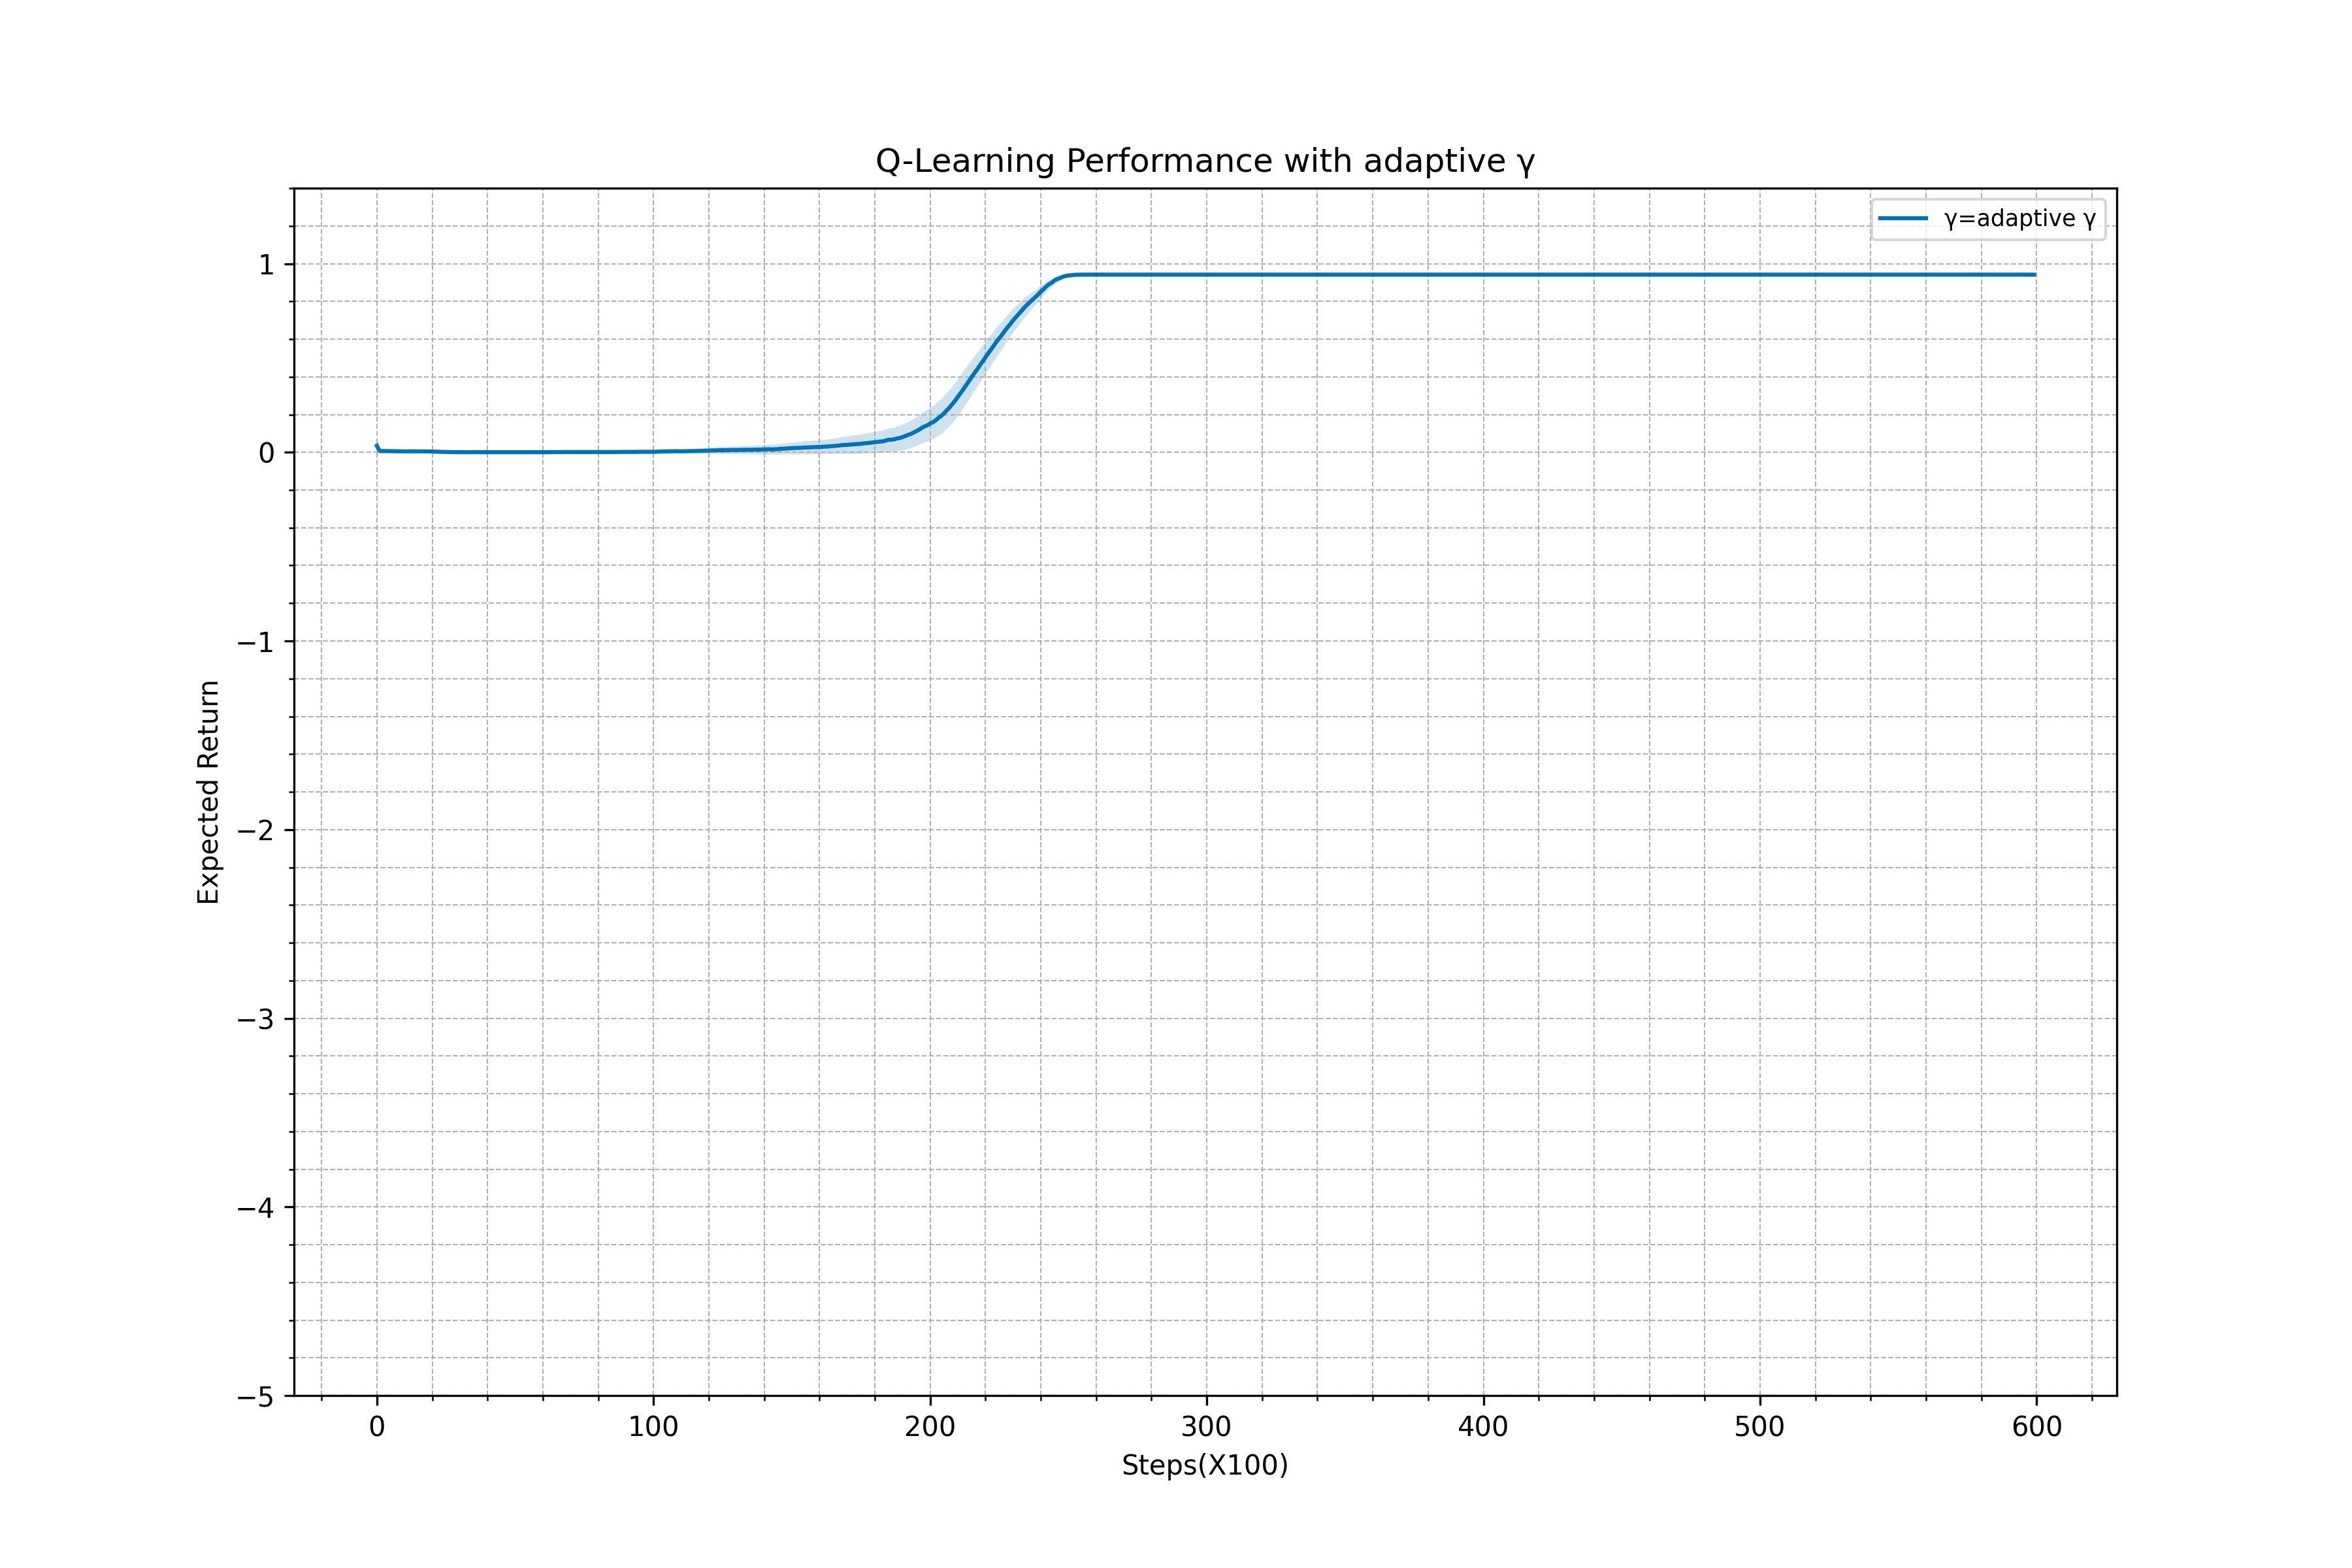 Q-Learning Performance with adaptive γ
γ=adaptive γ
1
0
−1
−2
−3
−4
−5
Expected Return
0 100 200 300 400 500 600
Steps(X100)